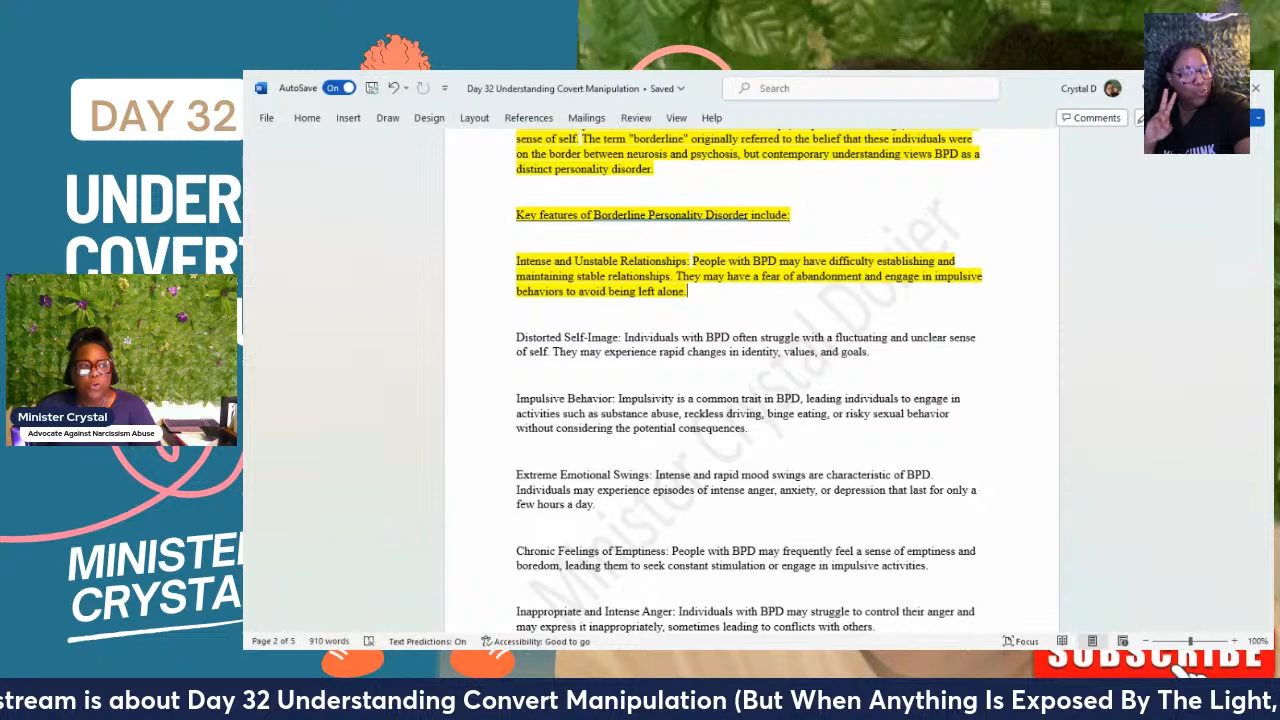 DAY 32
UNDER
COVERT
MINISTE
CRYSTA
Minister Crystal
Advocate Against Narcissism Abuse
AutoSave On
Day 32 Understanding Covert Manipulation • Saved
Search
Crystal D
File Home Insert Draw Design Layout References Mailings Review View Help
Comments
sense of self. The term "borderline" originally referred to the belief that these individuals were
on the border between neurosis and psychosis, but contemporary understanding views BPD as a
distinct personality disorder.
Key features of Borderline Personality Disorder include:
Intense and Unstable Relationships: People with BPD may have difficulty establishing and
maintaining stable relationships. They may have a fear of abandonment and engage in impulsive
behaviors to avoid being left alone.
Distorted Self-Image: Individuals with BPD often struggle with a fluctuating and unclear sense
of self. They may experience rapid changes in identity, values, and goals.
Impulsive Behavior: Impulsivity is a common trait in BPD, leading individuals to engage in
activities such as substance abuse, reckless driving, binge eating, or risky sexual behavior
without considering the potential consequences.
Extreme Emotional Swings: Intense and rapid mood swings are characteristic of BPD.
Individuals may experience episodes of intense anger, anxiety, or depression that last for only a
few hours a day.
Chronic Feelings of Emptiness: People with BPD may frequently feel a sense of emptiness and
boredom, leading them to seek constant stimulation or engage in impulsive activities.
Inappropriate and Intense Anger: Individuals with BPD may struggle to control their anger and
may express it inappropriately, sometimes leading to conflicts with others.
Minister Crystal Dozier
Page 2 of 5 910 words Text Predictions: On Accessibility: Good to go Focus 100%
SUBSCRIBE
stream is about Day 32 Understanding Convert Manipulation (But When Anything Is Exposed By The Light,